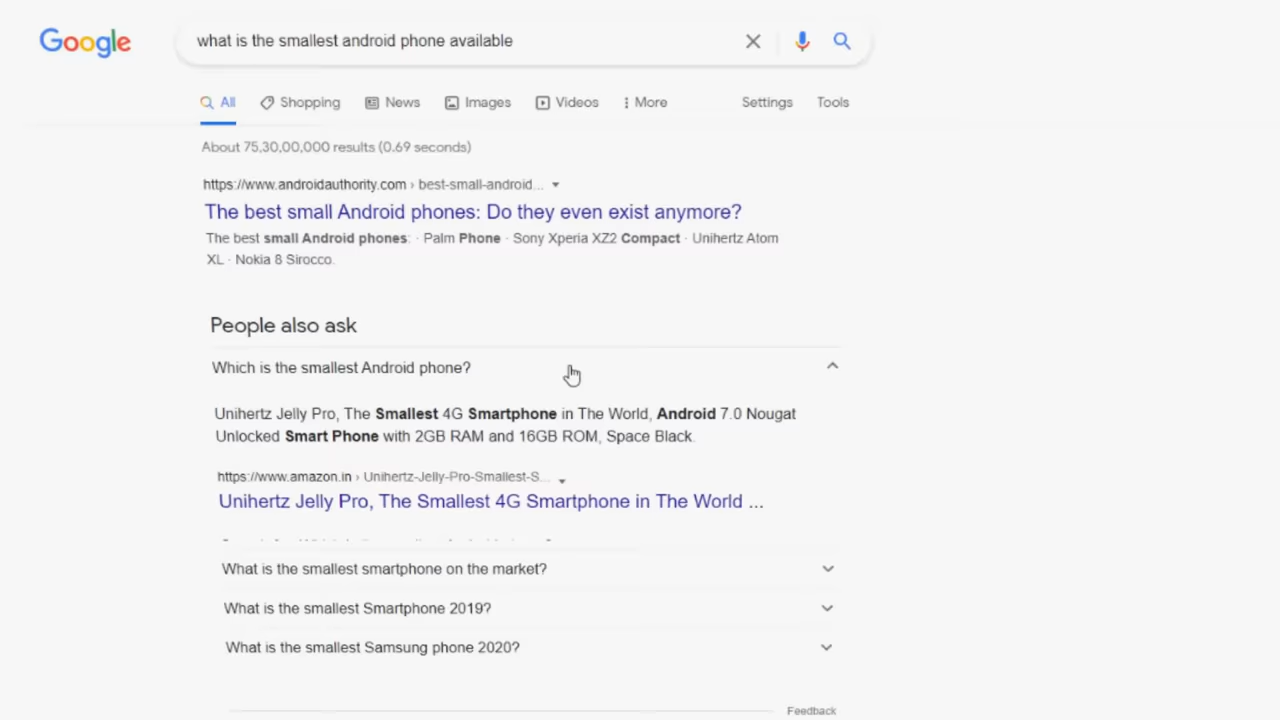 Google
what is the smallest android phone available
All Shopping News Images Videos More Settings Tools
About 75,30,00,000 results (0.69 seconds)
https://www.androidauthority.com › best-small-android...
The best small Android phones: Do they even exist anymore?
The best small Android phones: · Palm Phone · Sony Xperia XZ2 Compact · Unihertz Atom
XL · Nokia 8 Sirocco.
People also ask
Which is the smallest Android phone?
Unihertz Jelly Pro, The Smallest 4G Smartphone in The World, Android 7.0 Nougat
Unlocked Smart Phone with 2GB RAM and 16GB ROM, Space Black.
https://www.amazon.in › Unihertz-Jelly-Pro-Smallest-S...
Unihertz Jelly Pro, The Smallest 4G Smartphone in The World ...
What is the smallest smartphone on the market?
What is the smallest Smartphone 2019?
What is the smallest Samsung phone 2020?
Feedback